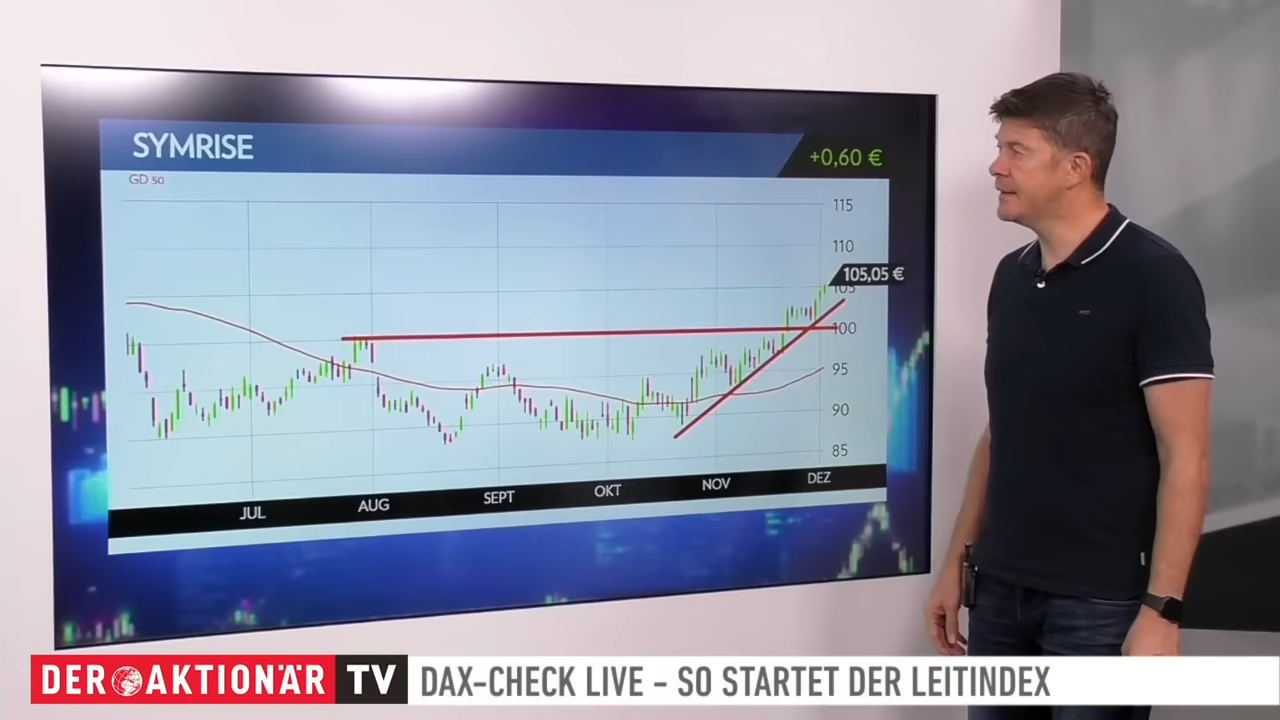 SYMRISE
+0,60 €
GD 50
115
110
105,05 €
105
100
95
90
85
JUL
AUG
SEPT
OKT
NOV
DEZ
DER AKTIONÄR TV
DAX-CHECK LIVE - SO STARTET DER LEITINDEX